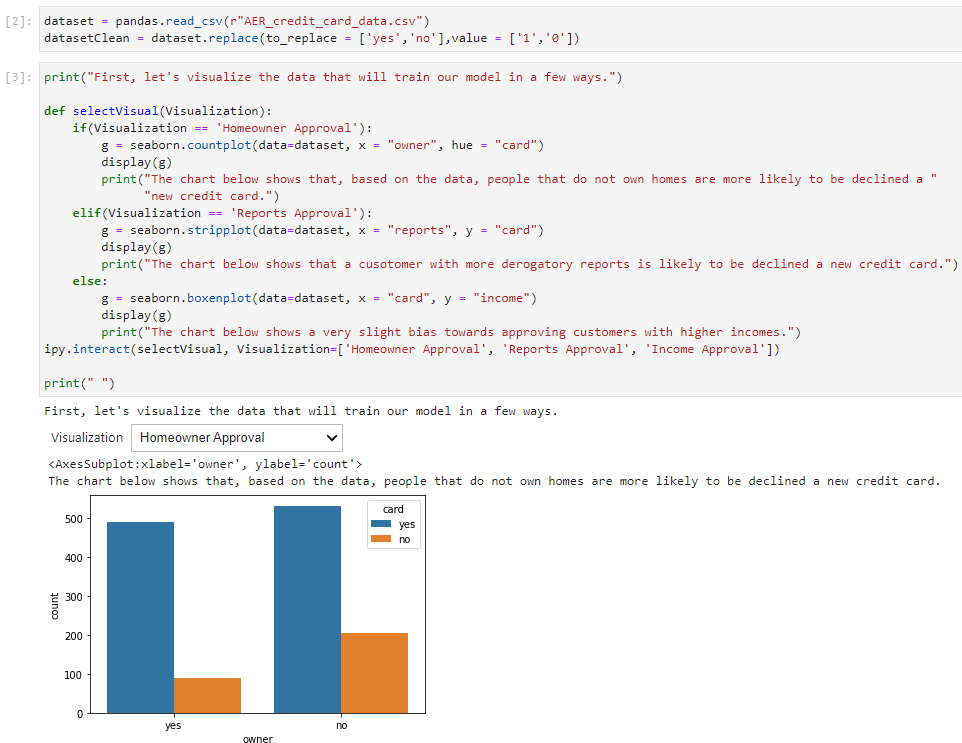 [2]: dataset = pandas.read_csv(r"AER_credit_card_data.csv")
datasetClean = dataset.replace(to_replace = ['yes','no'],value = ['1','0'])
[3]: print("First, let's visualize the data that will train our model in a few ways.")
def selectVisual(Visualization):
if(Visualization == 'Homeowner Approval'):
g = seaborn.countplot(data=dataset, x = "owner", hue = "card")
display(g)
print("The chart below shows that, based on the data, people that do not own homes are more likely to be declined a "
"new credit card.")
elif(Visualization == 'Reports Approval'):
g = seaborn.stripplot(data=dataset, x = "reports", y = "card")
display(g)
print("The chart below shows that a cusotomer with more derogatory reports is likely to be declined a new credit card.")
else:
g = seaborn.boxenplot(data=dataset, x = "card", y = "income")
display(g)
print("The chart below shows a very slight bias towards approving customers with higher incomes.")
ipy.interact(selectVisual, Visualization=['Homeowner Approval', 'Reports Approval', 'Income Approval'])
print(" ")
First, let's visualize the data that will train our model in a few ways.
Visualization Homeowner Approval
<AxesSubplot:xlabel='owner', ylabel='count'>
The chart below shows that, based on the data, people that do not own homes are more likely to be declined a new credit card.
card
yes
no
500
400
300
200
100
0
count
yes no
owner